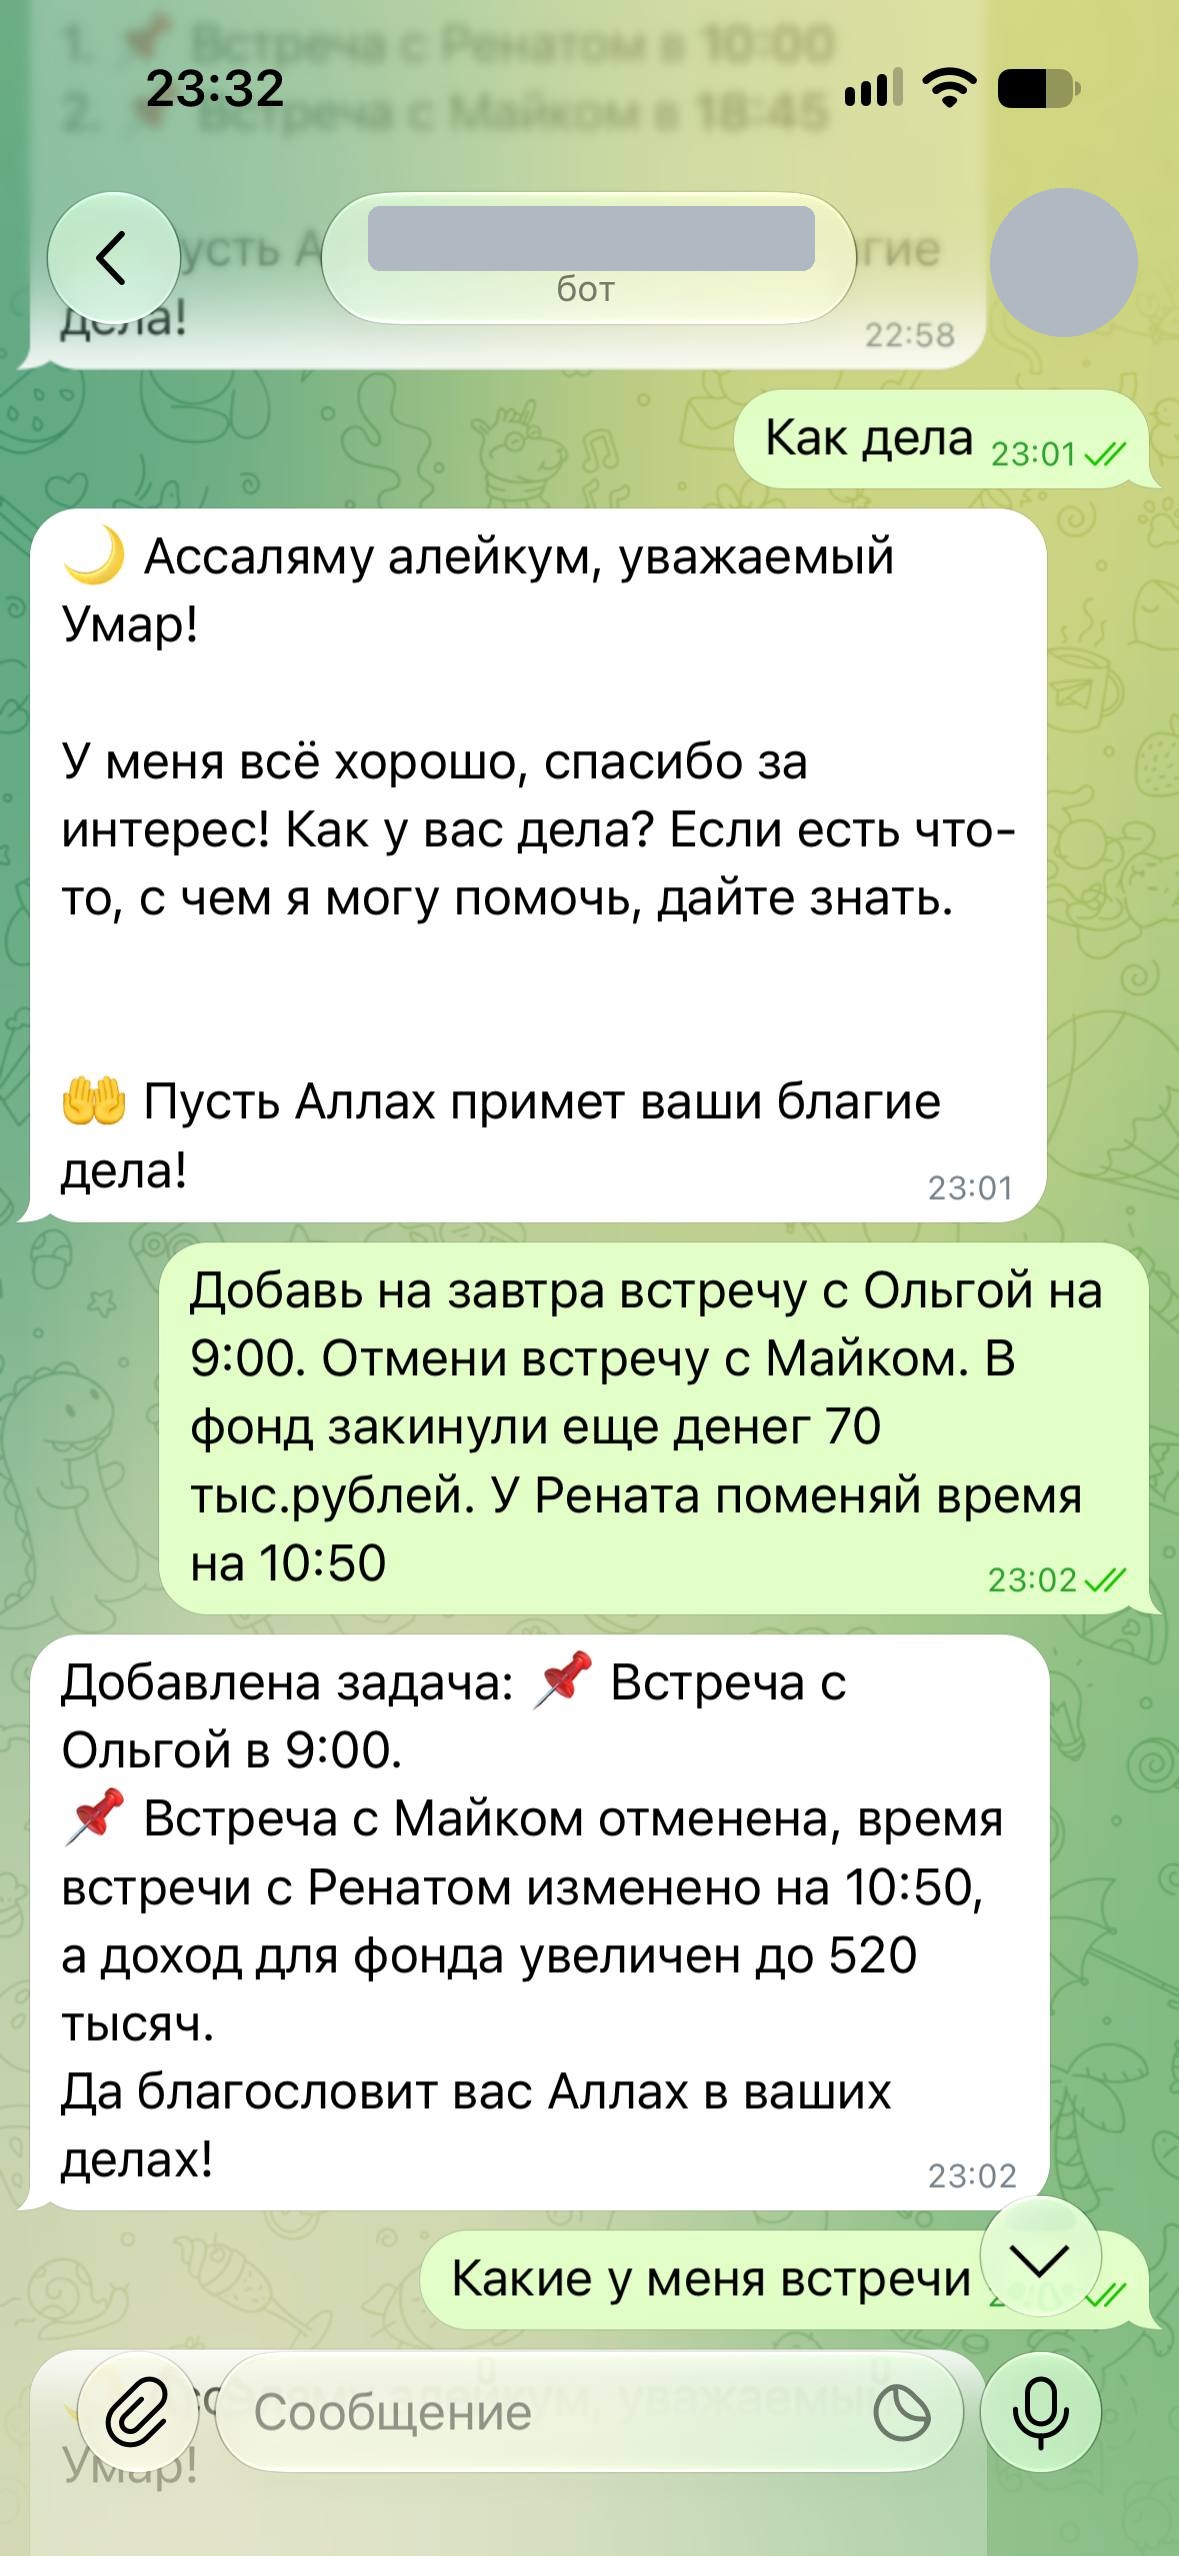 1. 📌 Встреча с Ренатом в 10:00
23:32
2. 📌 Встреча с Майком в 18:45
бот
дела!
22:58
Как дела 23:01
🌙 Ассаляму алейкум, уважаемый
Умар!
У меня всё хорошо, спасибо за
интерес! Как у вас дела? Если есть что-
то, с чем я могу помочь, дайте знать.
🤲 Пусть Аллах примет ваши благие
дела!
23:01
Добавь на завтра встречу с Ольгой на
9:00. Отмени встречу с Майком. В
фонд закинули еще денег 70
тыс.рублей. У Рената поменяй время
на 10:50
23:02
Добавлена задача: 📌 Встреча с
Ольгой в 9:00.
📌 Встреча с Майком отменена, время
встречи с Ренатом изменено на 10:50,
а доход для фонда увеличен до 520
тысяч.
Да благословит вас Аллах в ваших
делах!
23:02
Какие у меня встречи
Сообщение
Умар!